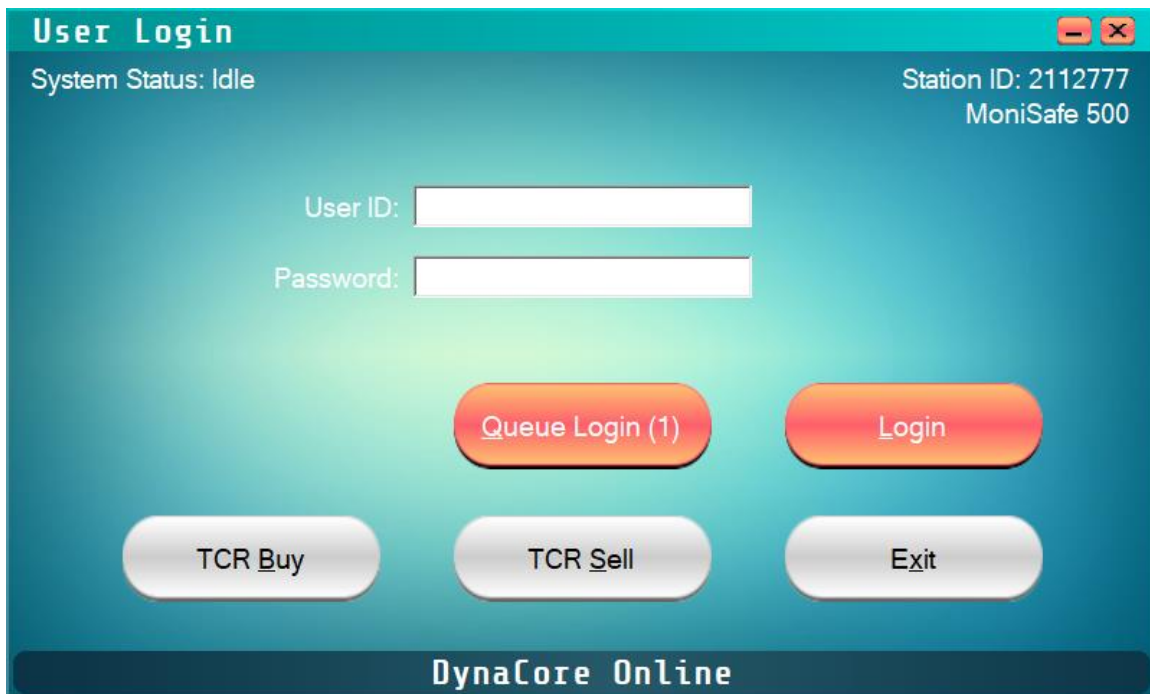 User Login
System Status: Idle
Station ID: 2112777
MoniSafe 500
User ID:
Password:
Queue Login (1)
Login
TCR Buy
TCR Sell
Exit
DynaCore Online